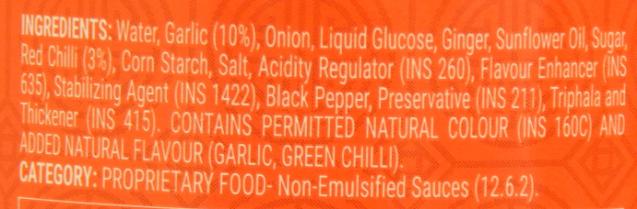 INGREDIENTS: Water, Garlic (10%), Onion, Liquid Glucose, Ginger, Sunflower Oil, Sugar,
Red Chilli (3%), Corn Starch, Salt, Acidity Regulator (INS 260), Flavour Enhancer (INS
635), Stabilizing Agent (INS 1422), Black Pepper, Preservative (INS 211), Triphala and
Thickener (INS 415). CONTAINS PERMITTED NATURAL COLOUR (INS 160C) AND
ADDED NATURAL FLAVOUR (GARLIC, GREEN CHILLI).
CATEGORY: PROPRIETARY FOOD- Non-Emulsified Sauces (12.6.2).